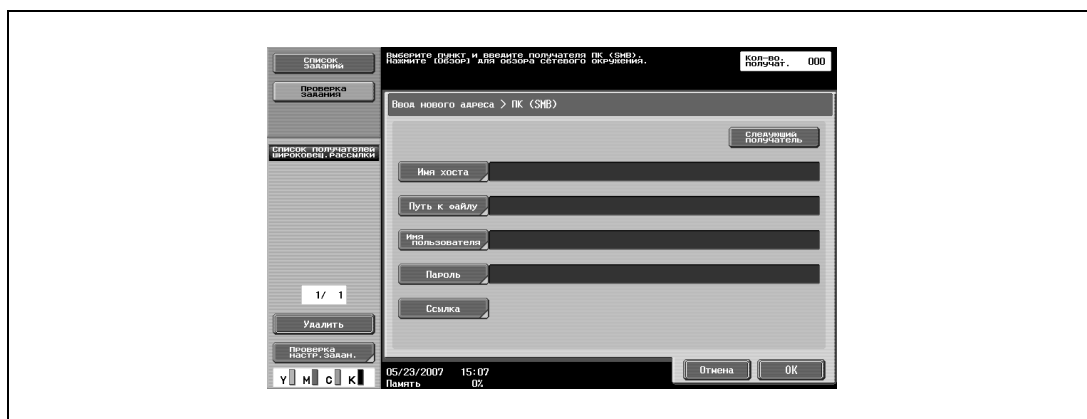 Список
заданий
Выберите пункт и введите получателя ПК (SMB).
Нажмите [Обзор] для обзора сетевого окружения.
Кол-во.
получат. 000
Проверка
задания
Ввод нового адреса > ПК (SMB)
Следующий
получатель
Список получателей
широковещ.рассылки
Имя хоста
Путь к файлу
Имя
пользователя
Пароль
1/ 1
Ссылка
Удалить
Проверка
настр.задан.
Y M C K
05/23/2007 15:07
Память 0%
Отмена OK